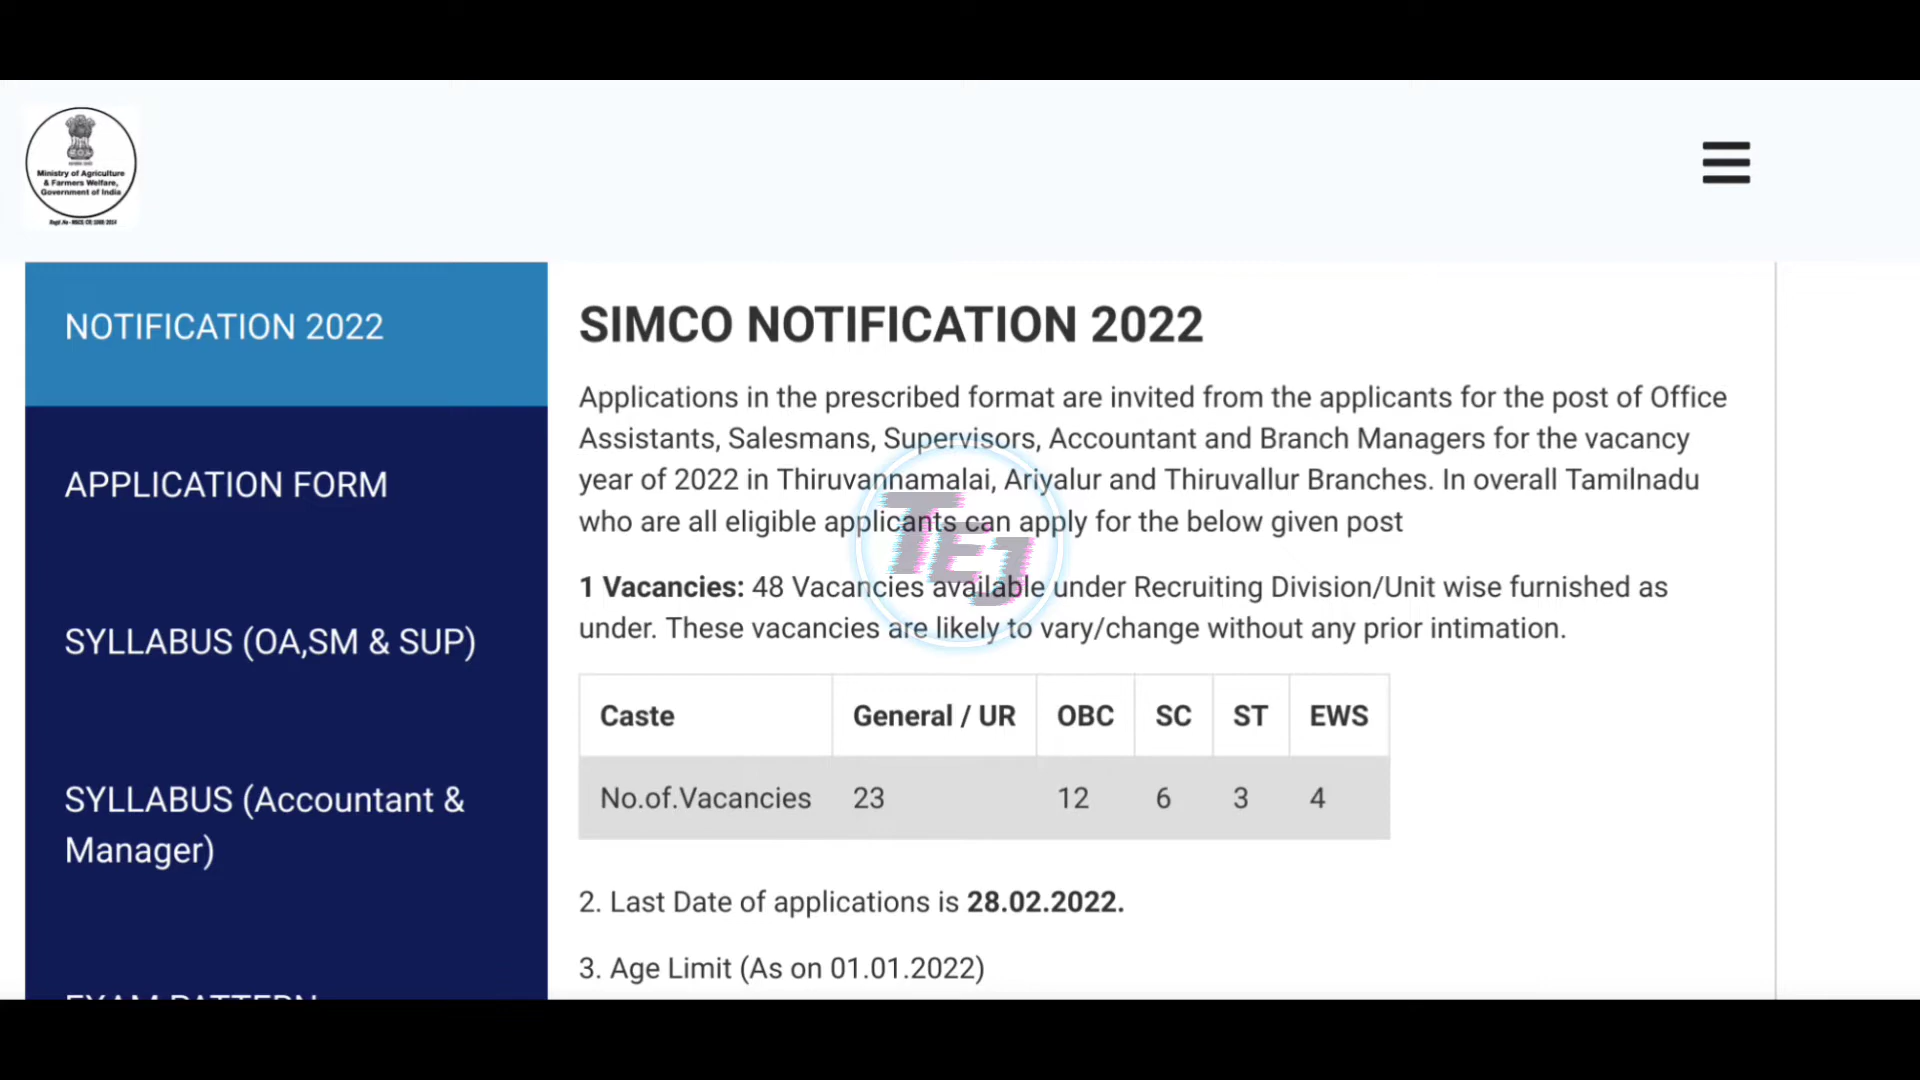 Ministry of Agriculture
& Farmers Welfare,
Government of India
NOTIFICATION 2022
APPLICATION FORM
SYLLABUS (OA,SM & SUP)
SYLLABUS (Accountant &
Manager)
EXAM PATTERN
SIMCO NOTIFICATION 2022
Applications in the prescribed format are invited from the applicants for the post of Office
Assistants, Salesmans, Supervisors, Accountant and Branch Managers for the vacancy
year of 2022 in Thiruvannamalai, Ariyalur and Thiruvallur Branches. In overall Tamilnadu
who are all eligible applicants can apply for the below given post
TEJ
1 Vacancies: 48 Vacancies available under Recruiting Division/Unit wise furnished as
under. These vacancies are likely to vary/change without any prior intimation.
Caste General / UR OBC SC ST EWS
No.of.Vacancies 23 12 6 3 4
2. Last Date of applications is 28.02.2022.
3. Age Limit (As on 01.01.2022)